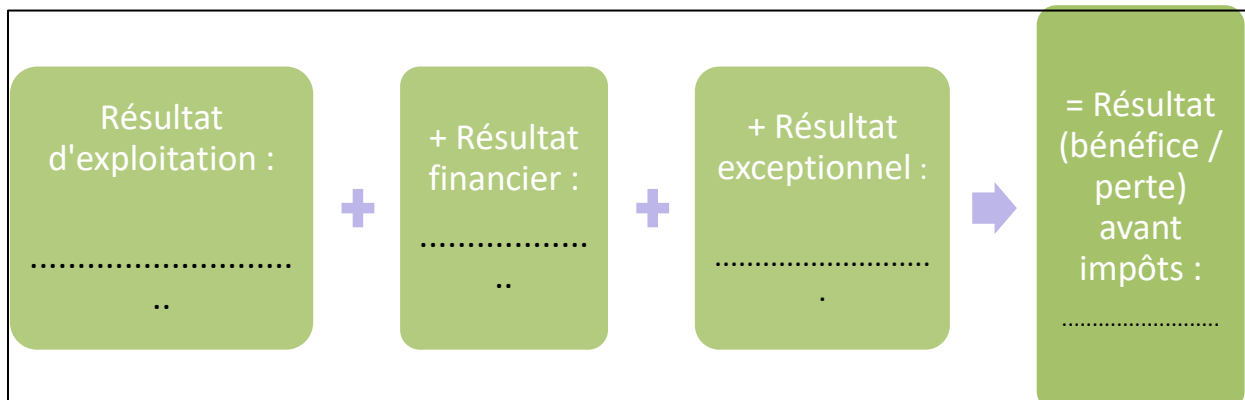 Résultat
d'exploitation :
............................
..
+ Résultat
financier :
..................
..
+ Résultat
exceptionnel :
...........................
.
= Résultat
(bénéfice /
perte)
avant
impôts :
..........................